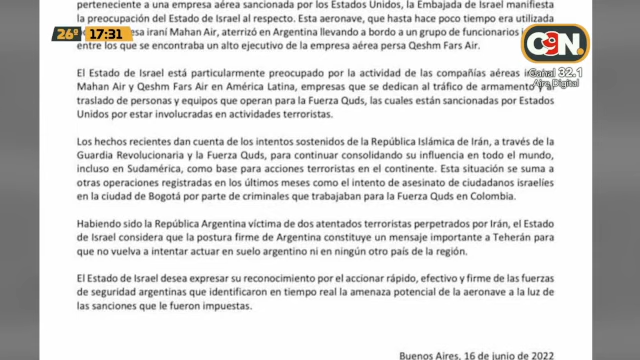 perteneciente a una empresa aérea sancionada por los Estados Unidos, la Embajada de Israel manifiesta
la preocupación del Estado de Israel al respecto. Esta aeronave, que hasta hace poco tiempo era utilizada
26º 17:31
sa iraní Mahan Air, aterrizó en Argentina llevando a bordo a un grupo de funcionarios
entre los que se encontraba un alto ejecutivo de la empresa aérea persa Qeshm Fars Air.
C9N
Canal 32.1
Aire Digital
El Estado de Israel está particularmente preocupado por la actividad de las compañías aéreas
Mahan Air y Qeshm Fars Air en América Latina, empresas que se dedican al tráfico de armamento y al
traslado de personas y equipos que operan para la Fuerza Quds, las cuales están sancionadas por Estados
Unidos por estar involucradas en actividades terroristas.
Los hechos recientes dan cuenta de los intentos sostenidos de la República Islámica de Irán, a través de la
Guardia Revolucionaria y la Fuerza Quds, para continuar consolidando su influencia en todo el mundo,
incluso en Sudamérica, como base para acciones terroristas en el continente. Esta situación se suma a
otras operaciones registradas en los últimos meses como el intento de asesinato de ciudadanos israelíes
en la ciudad de Bogotá por parte de criminales que trabajaban para la Fuerza Quds en Colombia.
Habiendo sido la República Argentina víctima de dos atentados terroristas perpetrados por Irán, el Estado
de Israel considera que la postura firme de Argentina constituye un mensaje importante a Teherán para
que no vuelva a intentar actuar en suelo argentino ni en ningún otro país de la región.
El Estado de Israel desea expresar su reconocimiento por el accionar rápido, efectivo y firme de las fuerzas
de seguridad argentinas que identificaron en tiempo real la amenaza potencial de la aeronave a la luz de
las sanciones que le fueron impuestas.
Buenos Aires, 16 de junio de 2022